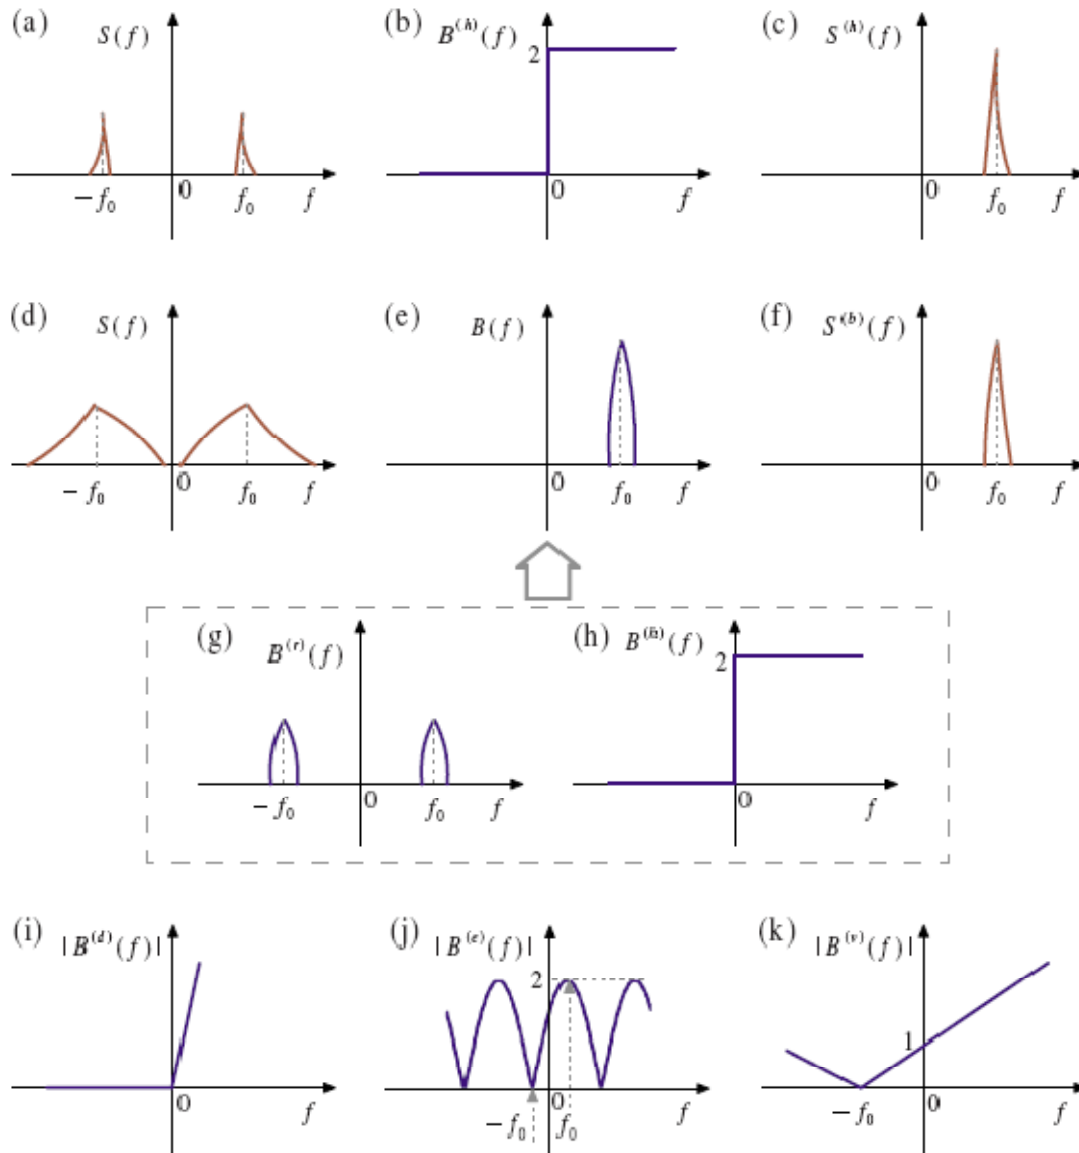 (a) S(f) 0 −f₀ f₀ f
(b) B⁽ʰ⁾(f) 2 0 f
(c) S⁽ʰ⁾(f) 0 f₀ f
(d) S(f) 0 −f₀ f₀ f
(e) B(f) 0 f₀ f
(f) S⁽ᵇ⁾(f) 0 f₀ f
(g) B⁽ʳ⁾(f) 0 −f₀ f₀ f
(h) B⁽ʰ⁾(f) 2 0 f
(i) |B⁽ᵈ⁾(f)| 0 f
(j) |B⁽ᵉ⁾(f)| 2 0 −f₀ f₀ f
(k) |B⁽ᵛ⁾(f)| 1 −f₀ 0 f